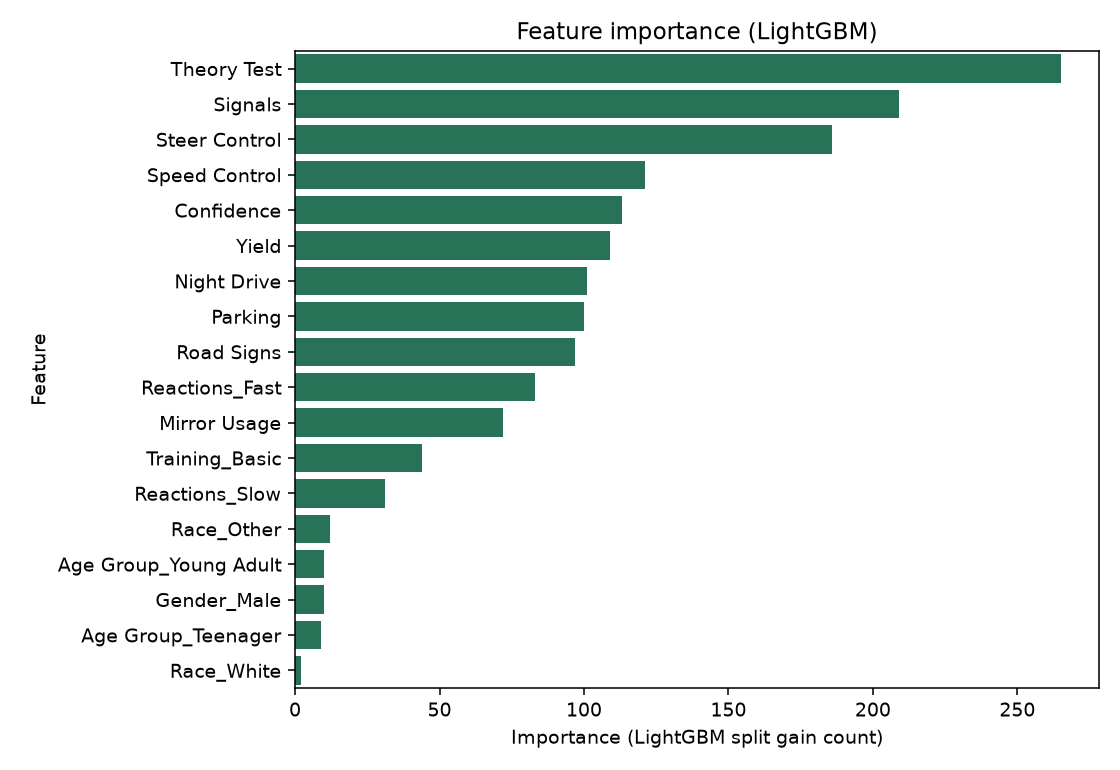 Feature importance (LightGBM)
Theory Test
Signals
Steer Control
Speed Control
Confidence
Yield
Night Drive
Parking
Road Signs
Reactions_Fast
Mirror Usage
Training_Basic
Reactions_Slow
Race_Other
Age Group_Young Adult
Gender_Male
Age Group_Teenager
Race_White
Feature
0 50 100 150 200 250
Importance (LightGBM split gain count)